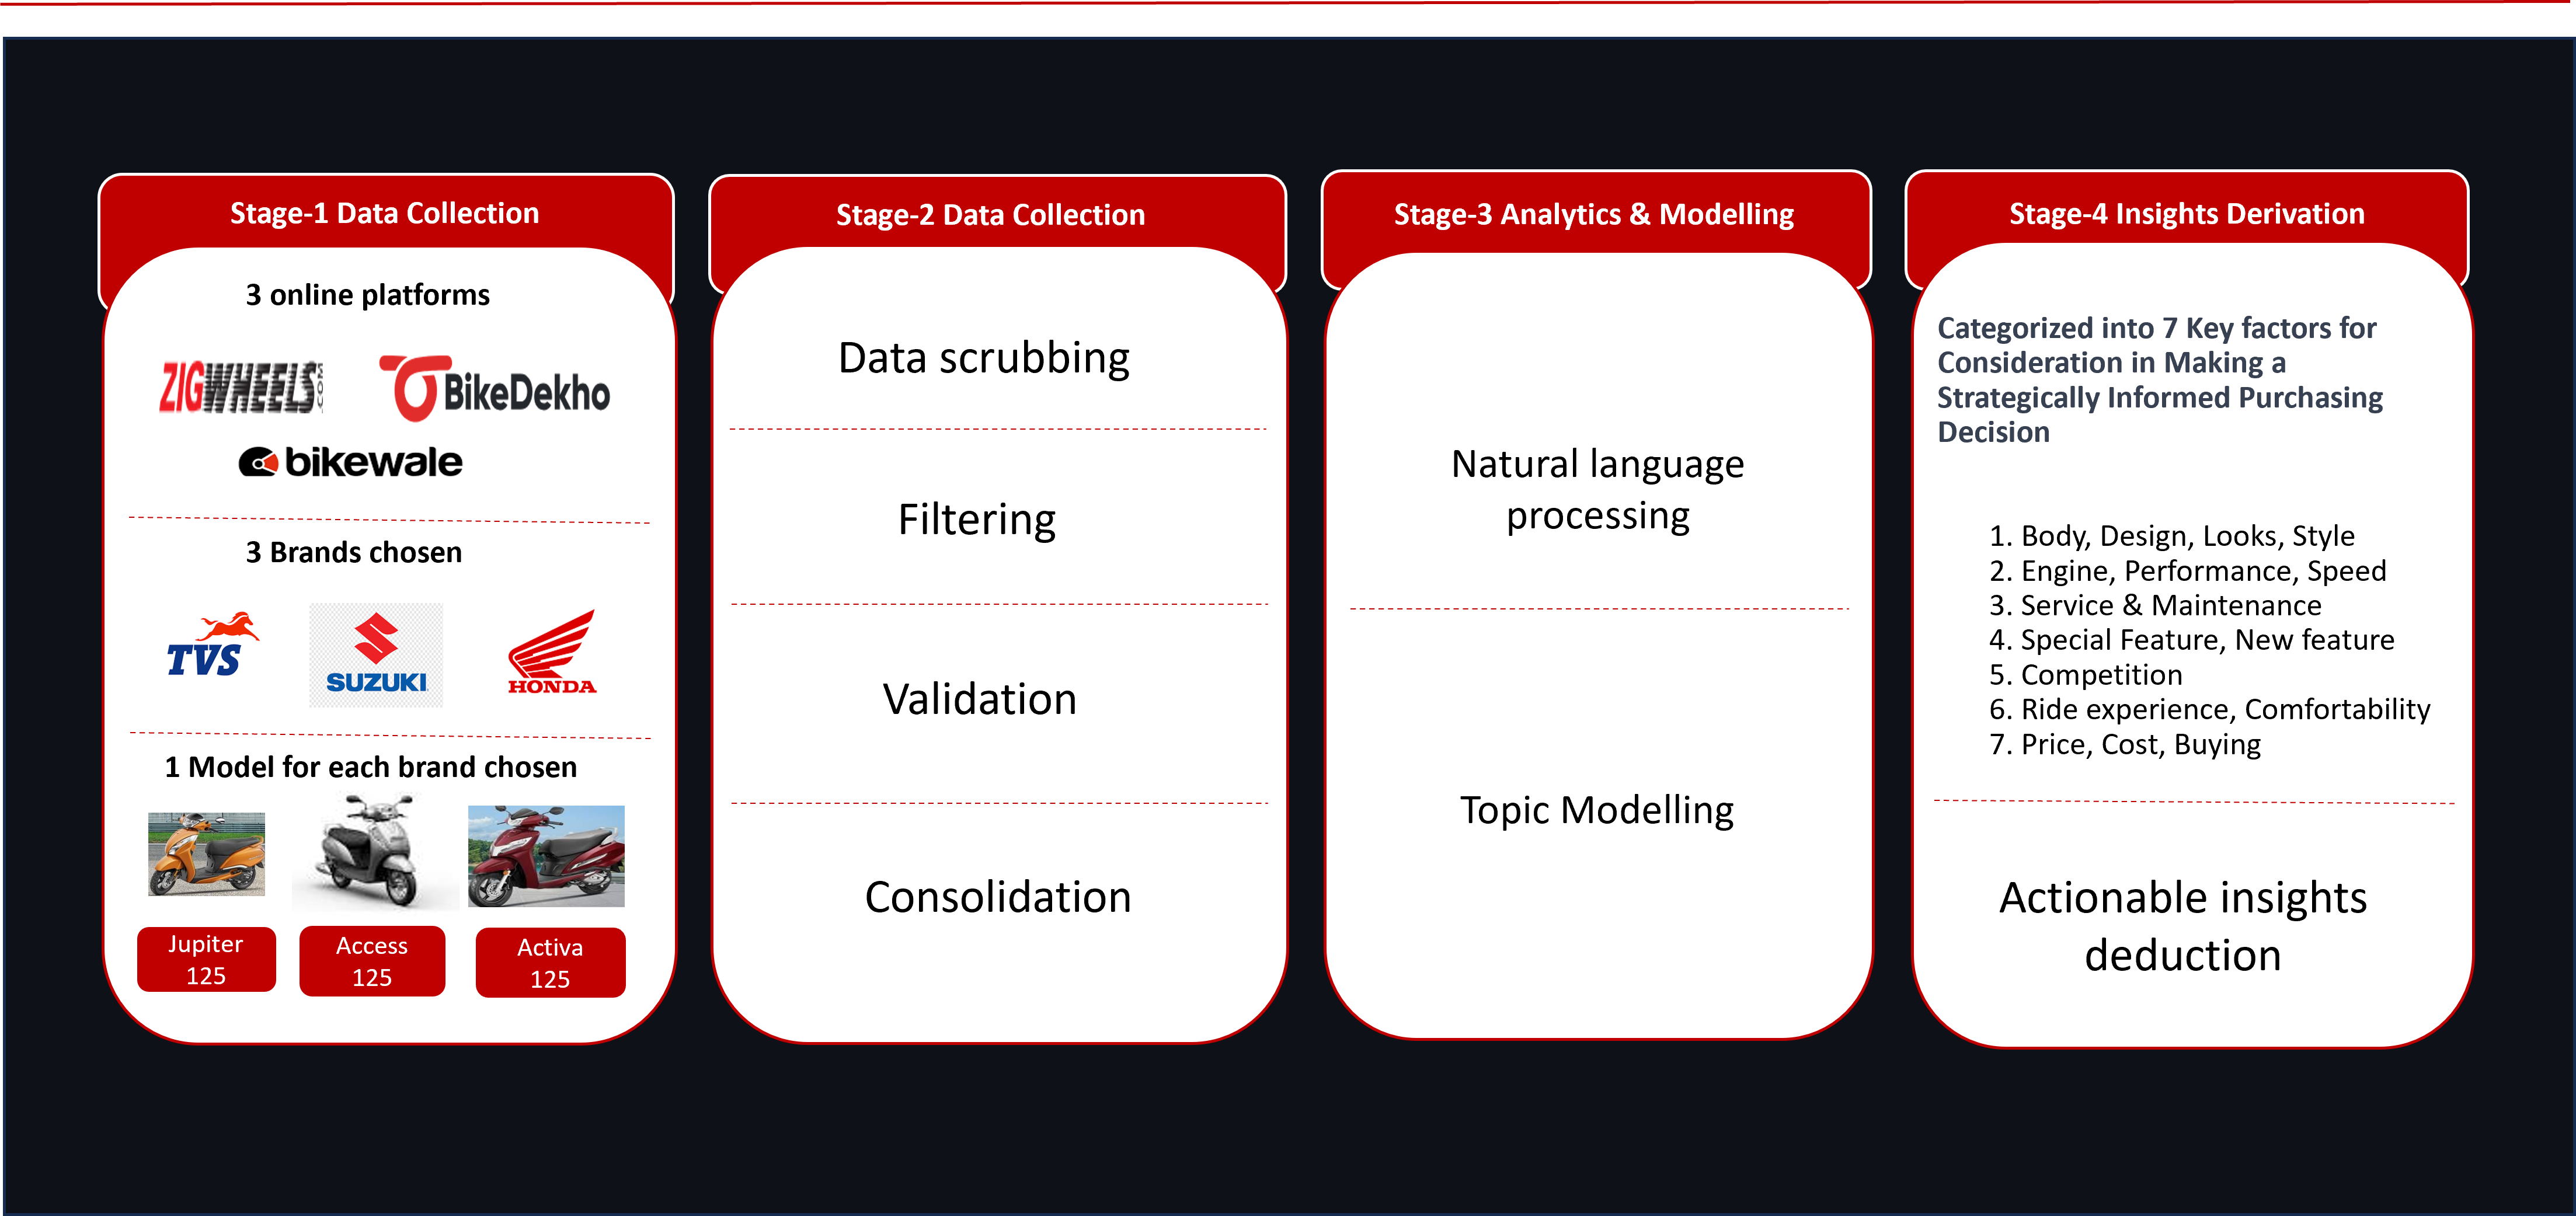 Stage-1 Data Collection
3 online platforms
ZIGWHEELS.COM
BikeDekho
bikewale
3 Brands chosen
TVS
SUZUKI
HONDA
1 Model for each brand chosen
Jupiter
125
Access
125
Activa
125
Stage-2 Data Collection
Data scrubbing
Filtering
Validation
Consolidation
Stage-3 Analytics & Modelling
Natural language
processing
Topic Modelling
Stage-4 Insights Derivation
Categorized into 7 Key factors for
Consideration in Making a
Strategically Informed Purchasing
Decision
1. Body, Design, Looks, Style
2. Engine, Performance, Speed
3. Service & Maintenance
4. Special Feature, New feature
5. Competition
6. Ride experience, Comfortability
7. Price, Cost, Buying
Actionable insights
deduction